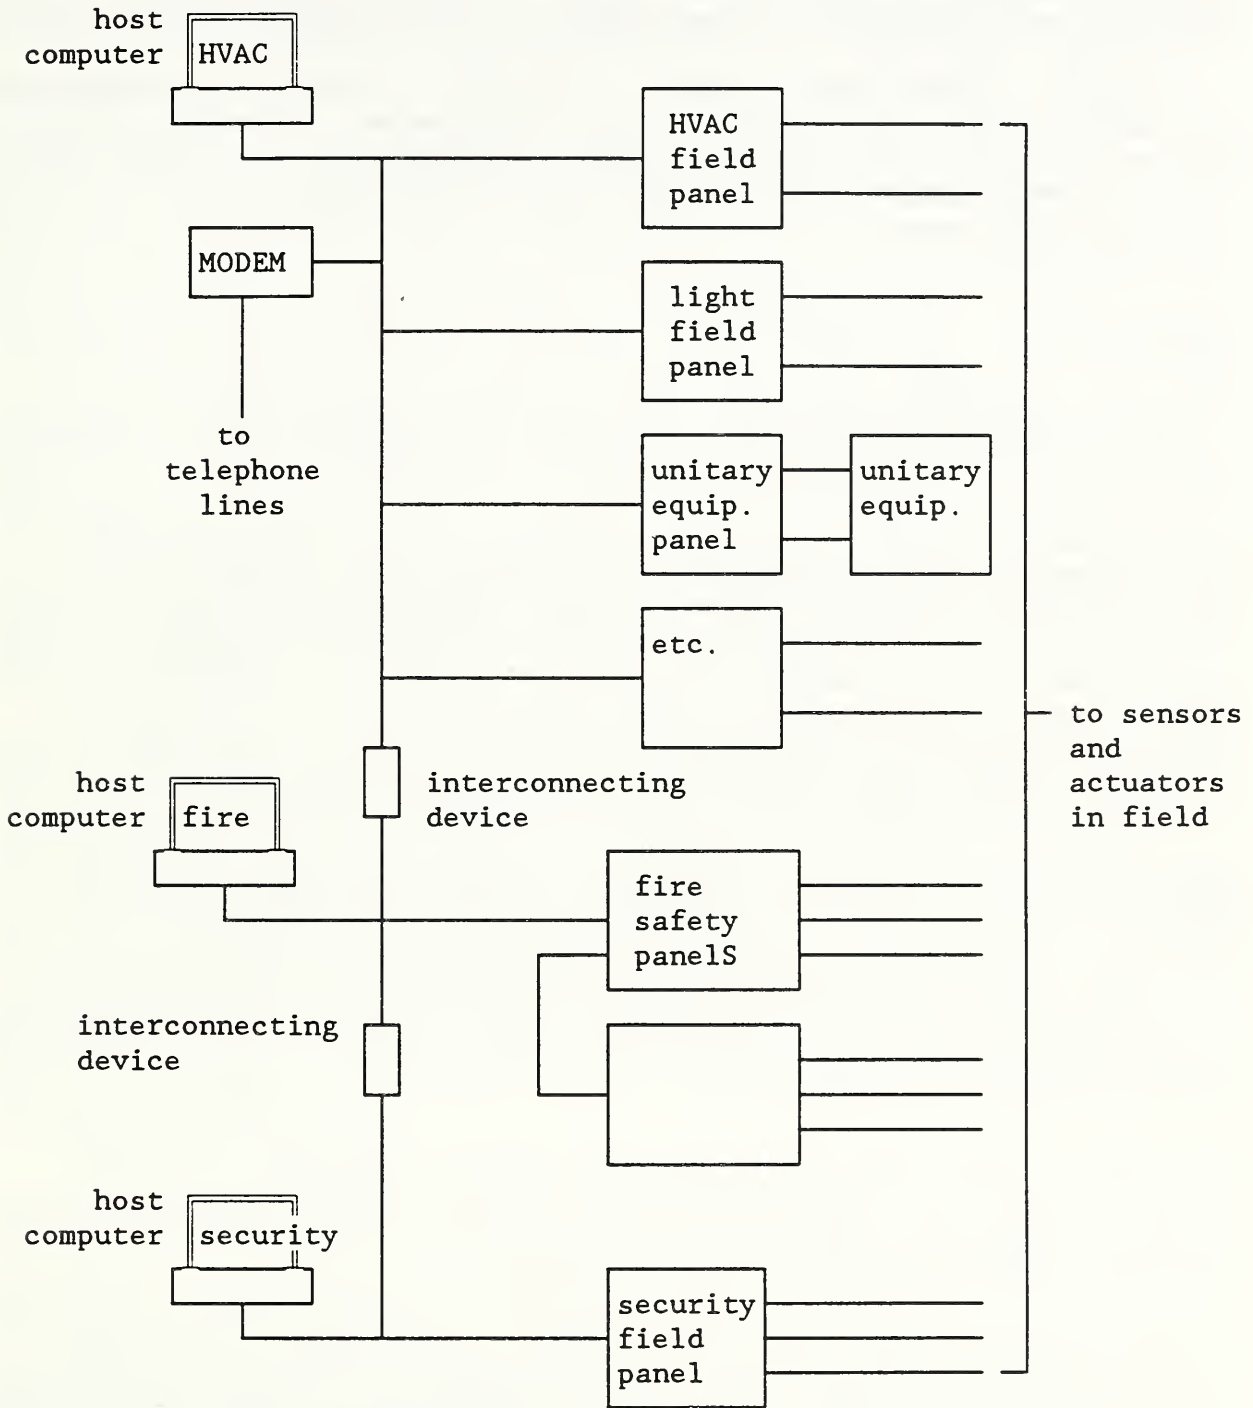 host
computer
HVAC
HVAC
field
panel
MODEM
light
field
panel
to
telephone
lines
unitary
equip.
panel
unitary
equip.
etc.
to sensors
and
actuators
in field
interconnecting
device
host
computer
fire
fire
safety
panelS
interconnecting
device
host
computer
security
security
field
panel